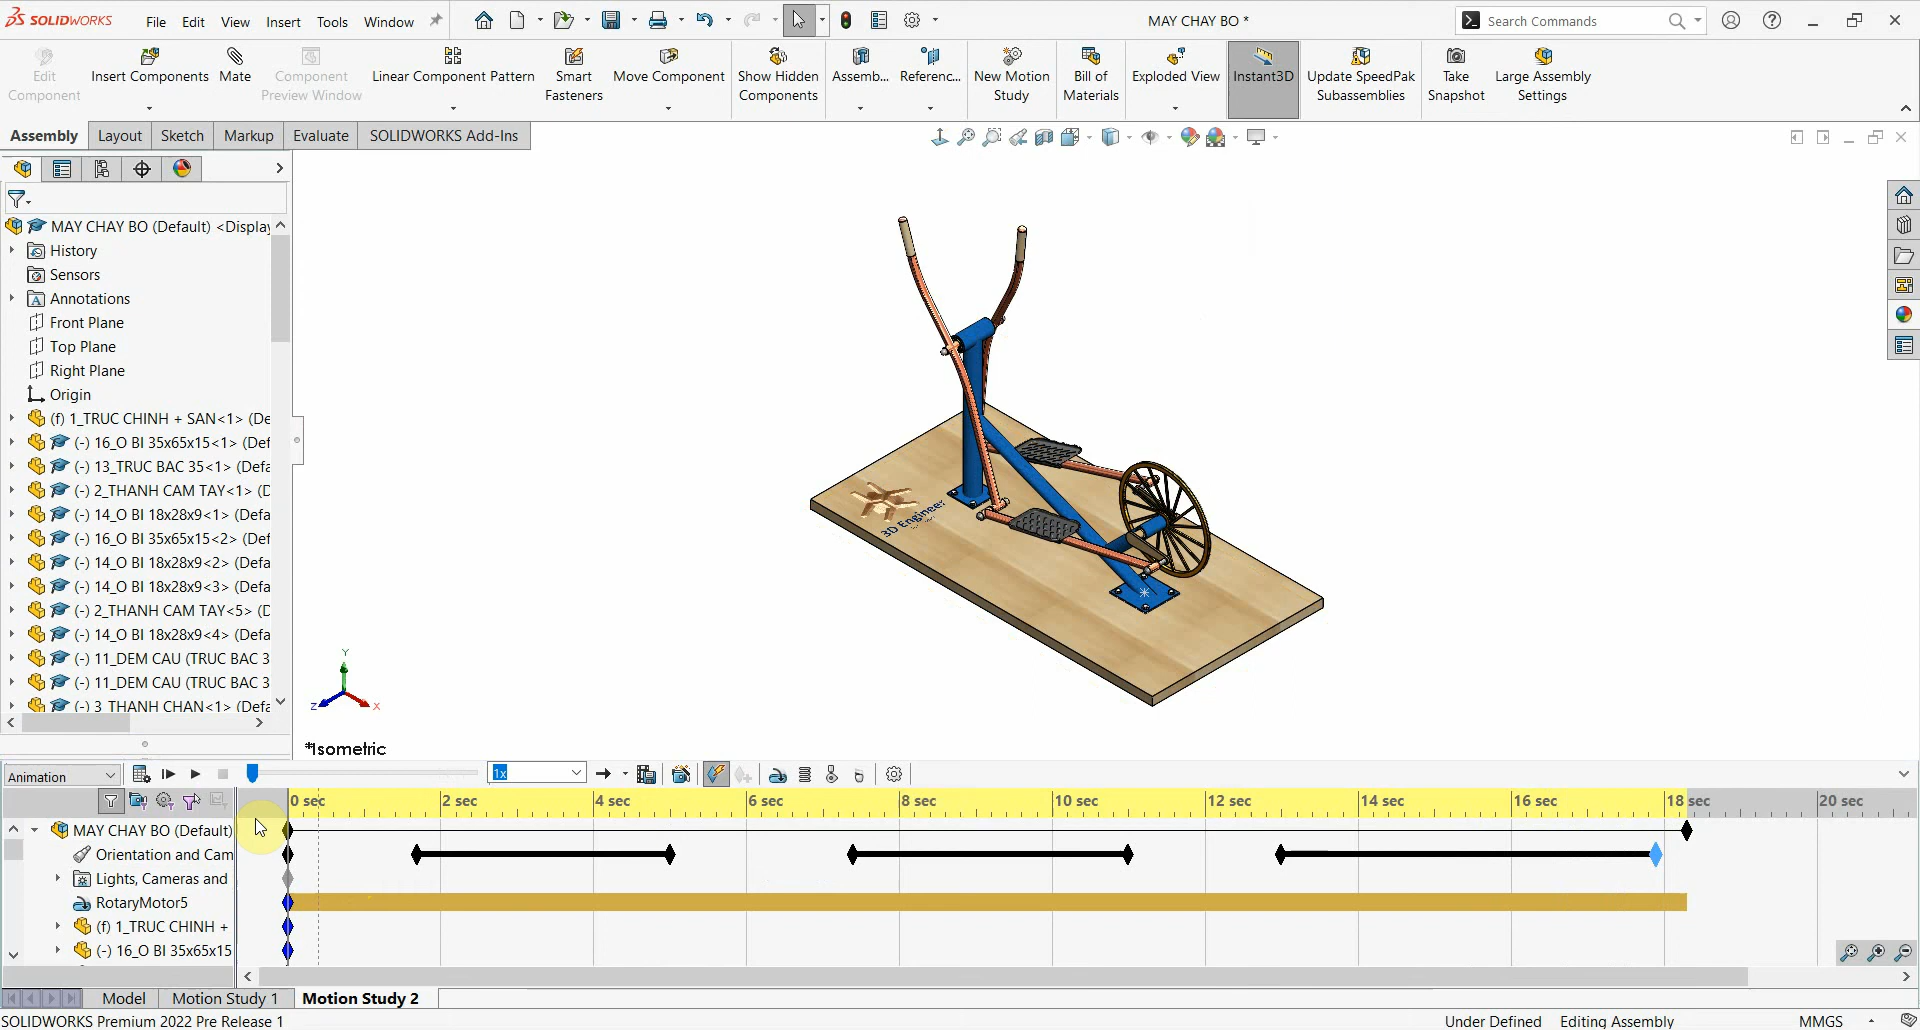 SOLIDWORKS File Edit View Insert Tools Window MAY CHAY BO * Search Commands
Edit Component
Insert Components
Mate
Component Preview Window
Linear Component Pattern
Smart Fasteners
Move Component
Show Hidden Components
Assemb...
Referenc...
New Motion Study
Bill of Materials
Exploded View
Instant3D
Update SpeedPak Subassemblies
Take Snapshot
Large Assembly Settings
Assembly Layout Sketch Markup Evaluate SOLIDWORKS Add-Ins
MAY CHAY BO (Default) <Display
History
Sensors
Annotations
Front Plane
Top Plane
Right Plane
Origin
(f) 1_TRUC CHINH + SAN<1> (De
(-) 16_O BI 35x65x15<1> (Def
(-) 13_TRUC BAC 35<1> (Defa
(-) 2_THANH CAM TAY<1> (D
(-) 14_O BI 18x28x9<1> (Defa
(-) 16_O BI 35x65x15<2> (Def
(-) 14_O BI 18x28x9<2> (Defa
(-) 14_O BI 18x28x9<3> (Defa
(-) 2_THANH CAM TAY<5> (D
(-) 14_O BI 18x28x9<4> (Defa
(-) 11_DEM CAU (TRUC BAC 3
(-) 11_DEM CAU (TRUC BAC 3
(-) 3 THANH CHAN<1> (Defa
3D Engineer
Y
Z X
*Isometric
Animation 1x
0 sec 2 sec 4 sec 6 sec 8 sec 10 sec 12 sec 14 sec 16 sec 18 sec 20 sec
MAY CHAY BO (Default)
Orientation and Cam
Lights, Cameras and
RotaryMotor5
(f) 1_TRUC CHINH +
(-) 16_O BI 35x65x15
Model Motion Study 1 Motion Study 2
SOLIDWORKS Premium 2022 Pre Release 1 Under Defined Editing Assembly MMGS